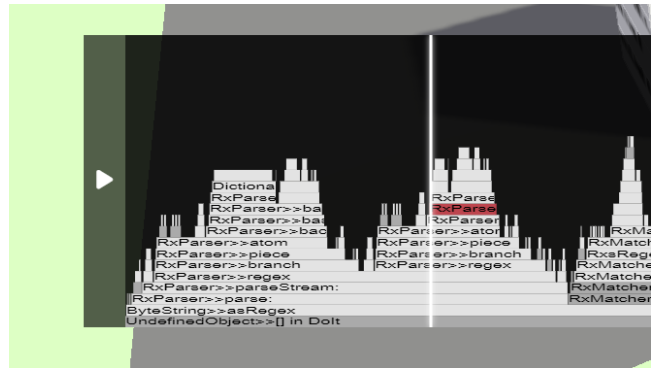 Dictiona
RxParse RxParse
RxParser>>ba RxParse
RxParser>>ba RxParser
RxParser>>bac RxParser>>ator RxMa
RxParser>>atom RxParser>>piece RxMatch
RxParser>>piece RxParser>>branch RxsRege
RxParser>>branch RxParser>>regex RxMatche
RxParser>>regex RxMatche
RxParser>>parseStream: RxMatcher
RxParser>>parse: RxMatcher
ByteString>>asRegex
UndefinedObject>>[] in DoIt